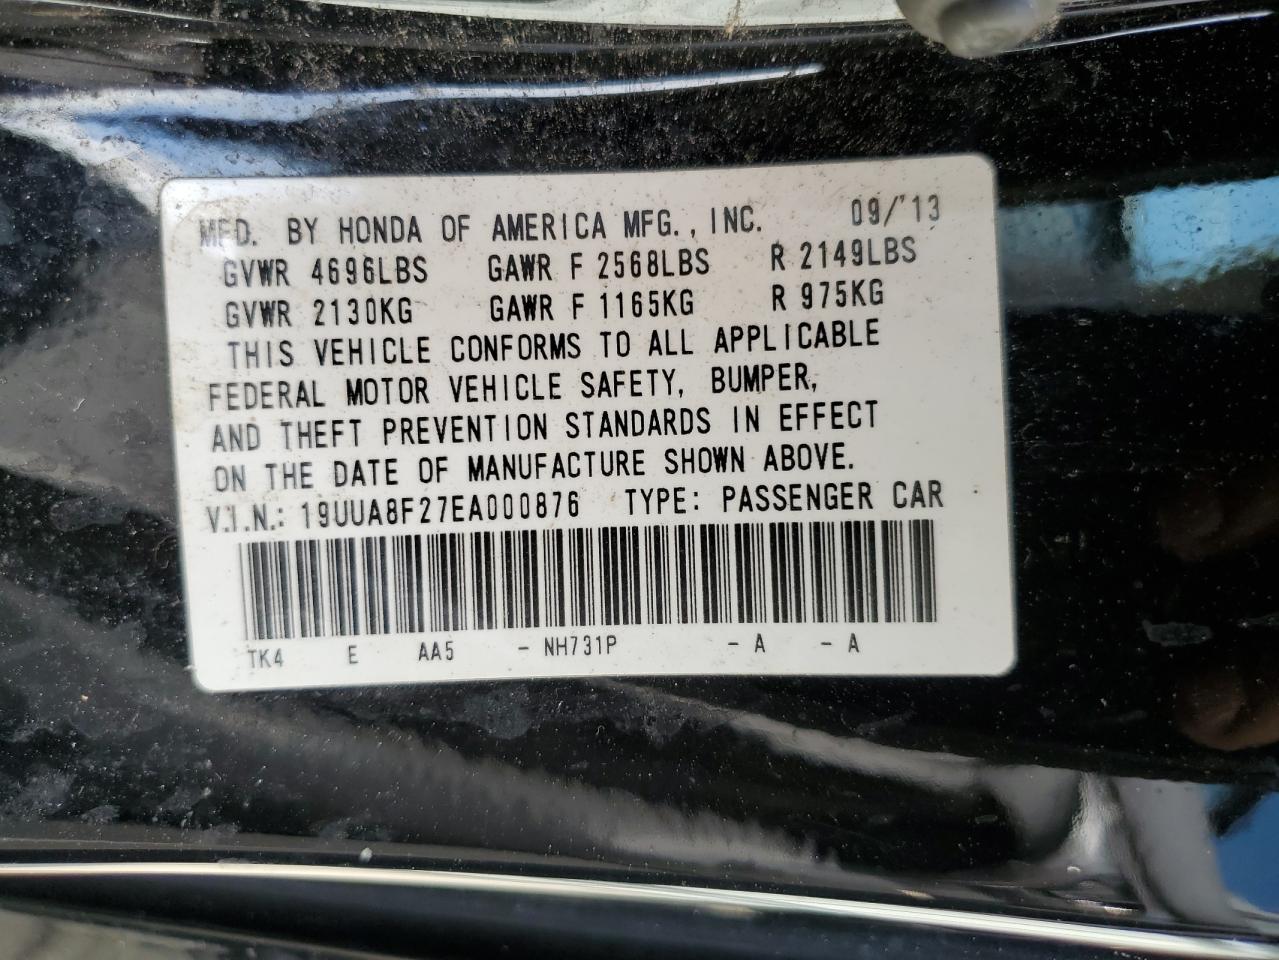 MFD. BY HONDA OF AMERICA MFG., INC. 09/'13
GVWR 4696LBS GAWR F 2568LBS R 2149LBS
GVWR 2130KG GAWR F 1165KG R 975KG
THIS VEHICLE CONFORMS TO ALL APPLICABLE
FEDERAL MOTOR VEHICLE SAFETY, BUMPER,
AND THEFT PREVENTION STANDARDS IN EFFECT
ON THE DATE OF MANUFACTURE SHOWN ABOVE.
V.I.N.: 19UUA8F27EA000876 TYPE: PASSENGER CAR
TK4 E AA5 - NH731P - A - A